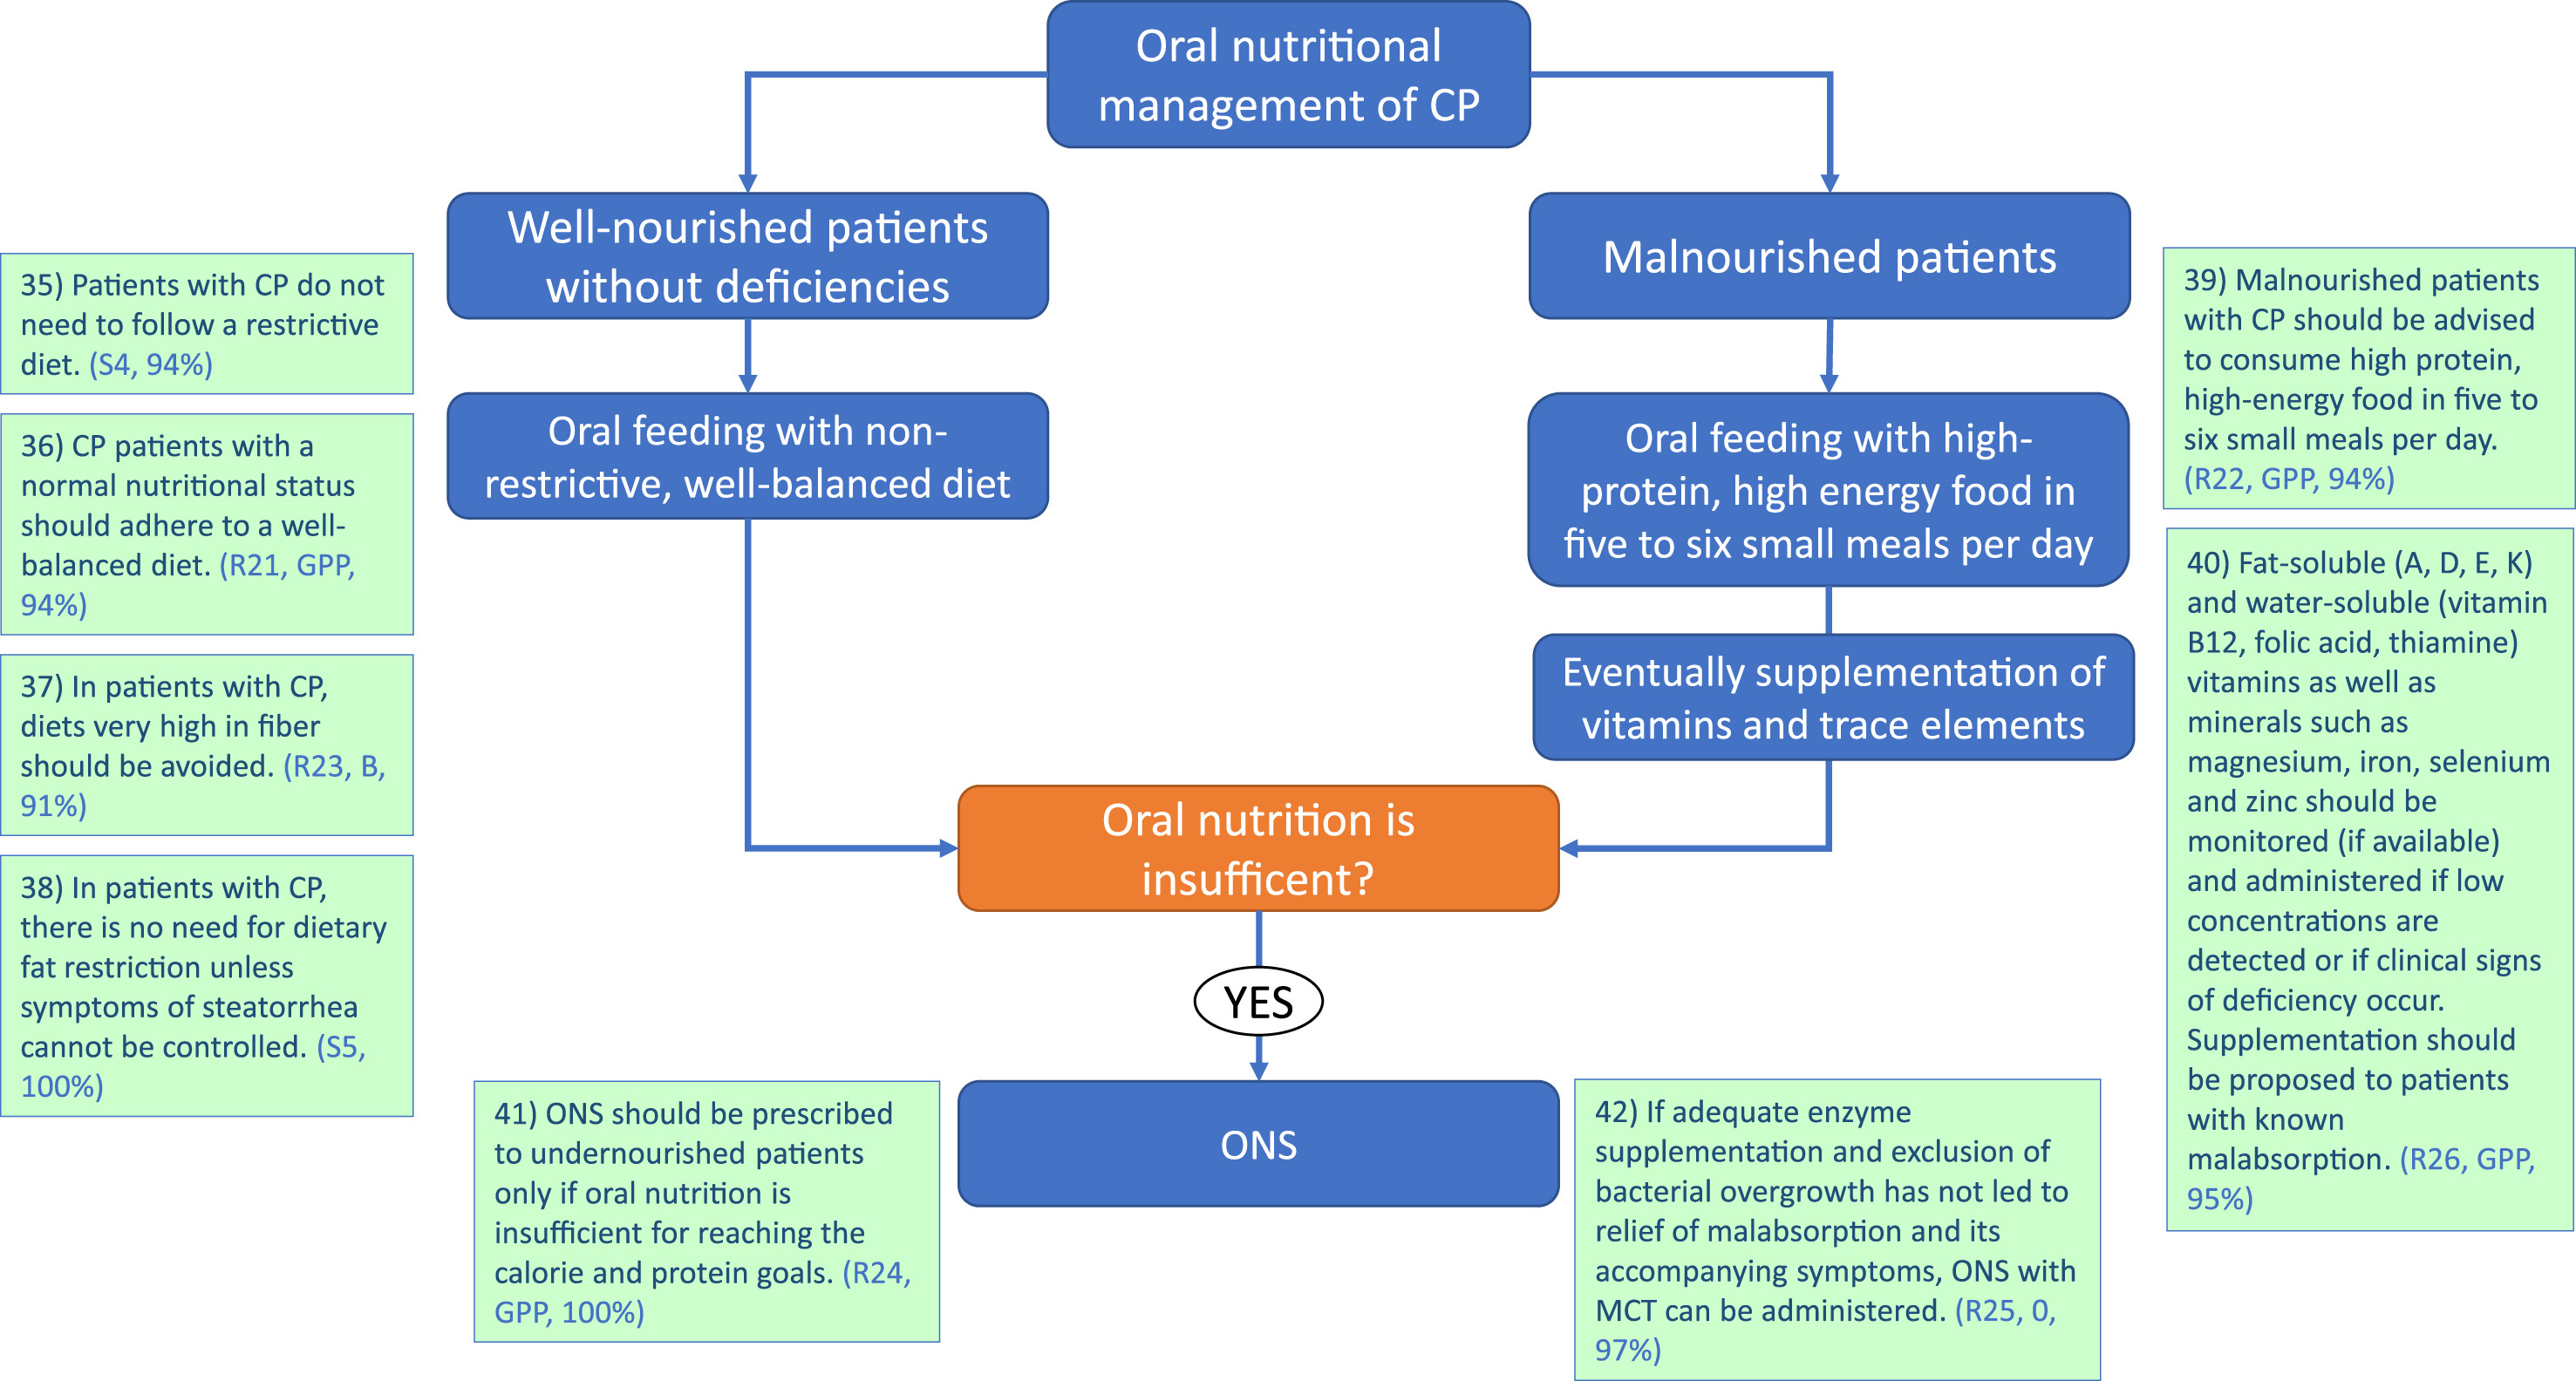 Oral nutritional
management of CP
Well-nourished patients
without deficiencies
Malnourished patients
35) Patients with CP do not
need to follow a restrictive
diet. (S4, 94%)
36) CP patients with a
normal nutritional status
should adhere to a well-
balanced diet. (R21, GPP,
94%)
37) In patients with CP,
diets very high in fiber
should be avoided. (R23, B,
91%)
38) In patients with CP,
there is no need for dietary
fat restriction unless
symptoms of steatorrhea
cannot be controlled. (S5,
100%)
Oral feeding with non-
restrictive, well-balanced diet
Oral feeding with high-
protein, high energy food in
five to six small meals per day
Eventually supplementation of
vitamins and trace elements
39) Malnourished patients
with CP should be advised
to consume high protein,
high-energy food in five to
six small meals per day.
(R22, GPP, 94%)
40) Fat-soluble (A, D, E, K)
and water-soluble (vitamin
B12, folic acid, thiamine)
vitamins as well as
minerals such as
magnesium, iron, selenium
and zinc should be
monitored (if available)
and administered if low
concentrations are
detected or if clinical signs
of deficiency occur.
Supplementation should
be proposed to patients
with known
malabsorption. (R26, GPP,
95%)
Oral nutrition is
insufficent?
YES
41) ONS should be prescribed
to undernourished patients
only if oral nutrition is
insufficient for reaching the
calorie and protein goals. (R24,
GPP, 100%)
ONS
42) If adequate enzyme
supplementation and exclusion of
bacterial overgrowth has not led to
relief of malabsorption and its
accompanying symptoms, ONS with
MCT can be administered. (R25, 0,
97%)